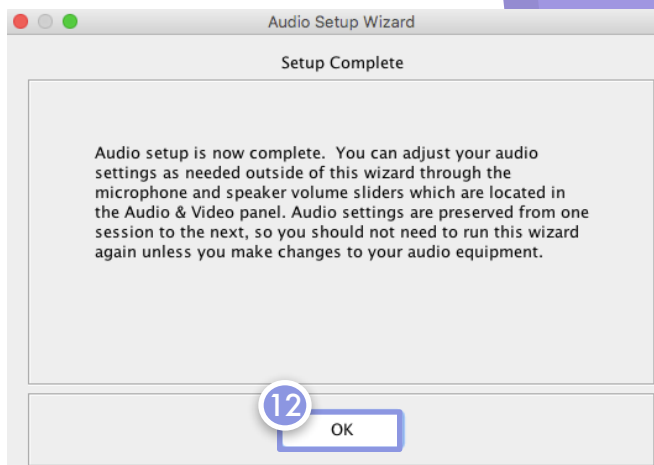 Audio Setup Wizard
Setup Complete
Audio setup is now complete.  You can adjust your audio
settings as needed outside of this wizard through the
microphone and speaker volume sliders which are located in
the Audio & Video panel. Audio settings are preserved from one
session to the next, so you should not need to run this wizard
again unless you make changes to your audio equipment.
12
OK